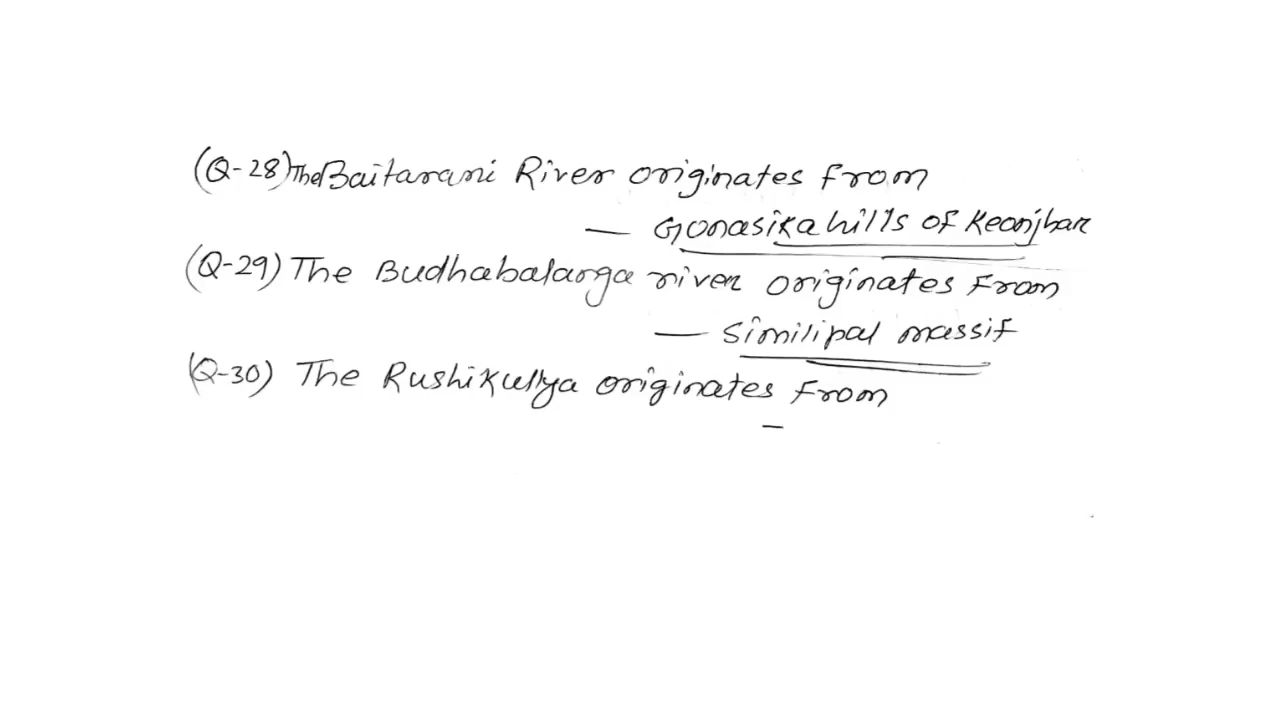 (Q-28) The Baitarani River originates from
— Gonasika hills of Keonjhar
(Q-29) The Budhabalanga river originates from
— Similipal massif
(Q-30) The Rushikullya originates from
—